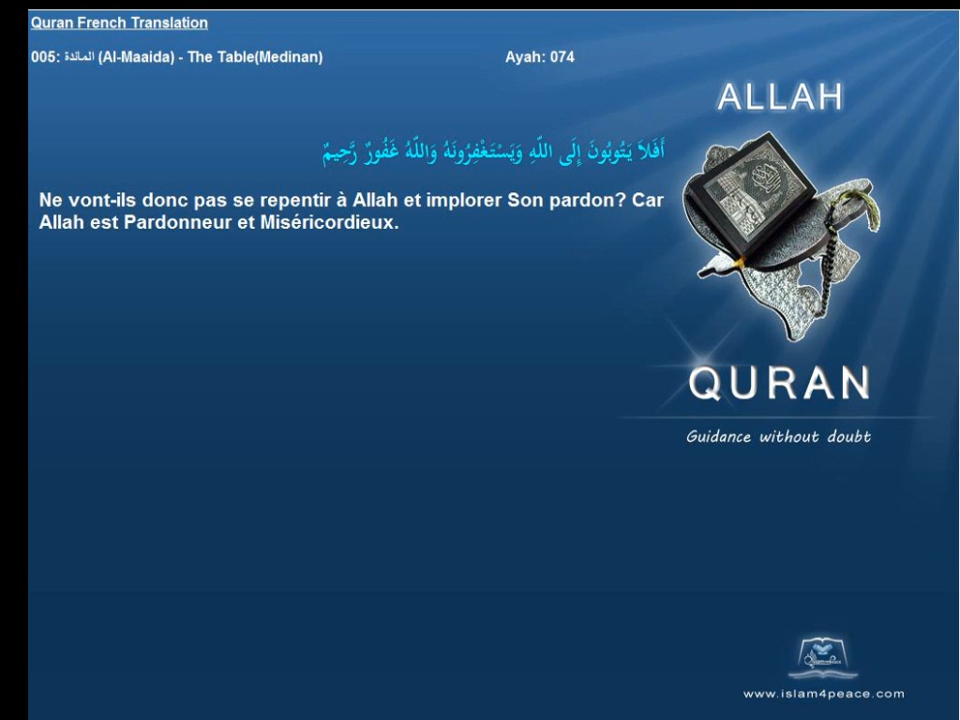 Quran French Translation
005: المائدة (Al-Maaida) - The Table(Medinan) Ayah: 074
ALLAH
أَفَلاَ يَتُوبُونَ إِلَى اللّهِ وَيَسْتَغْفِرُونَهُ وَاللّهُ غَفُورٌ رَّحِيمٌ
Ne vont-ils donc pas se repentir à Allah et implorer Son pardon? Car
Allah est Pardonneur et Miséricordieux.
QURAN
Guidance without doubt
www.islam4peace.com